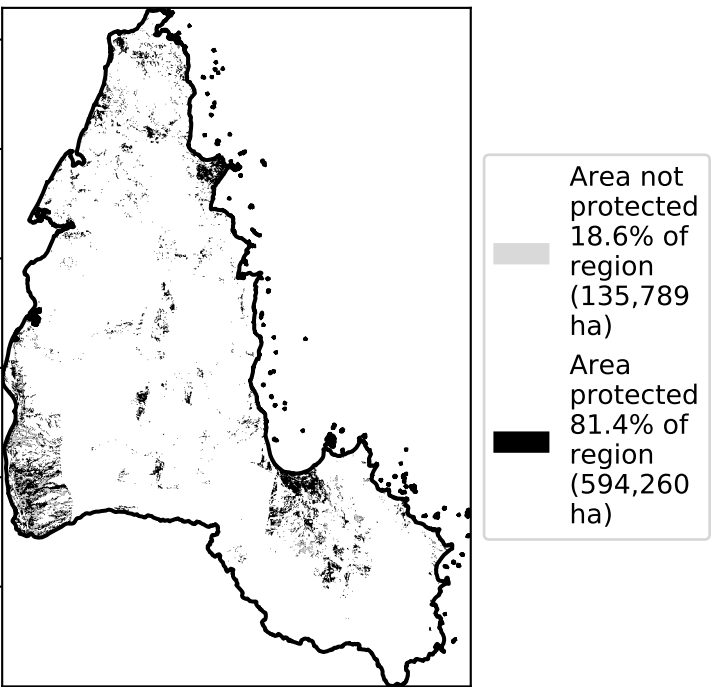 Area not
protected
18.6% of
region
(135,789
ha)
Area
protected
81.4% of
region
(594,260
ha)